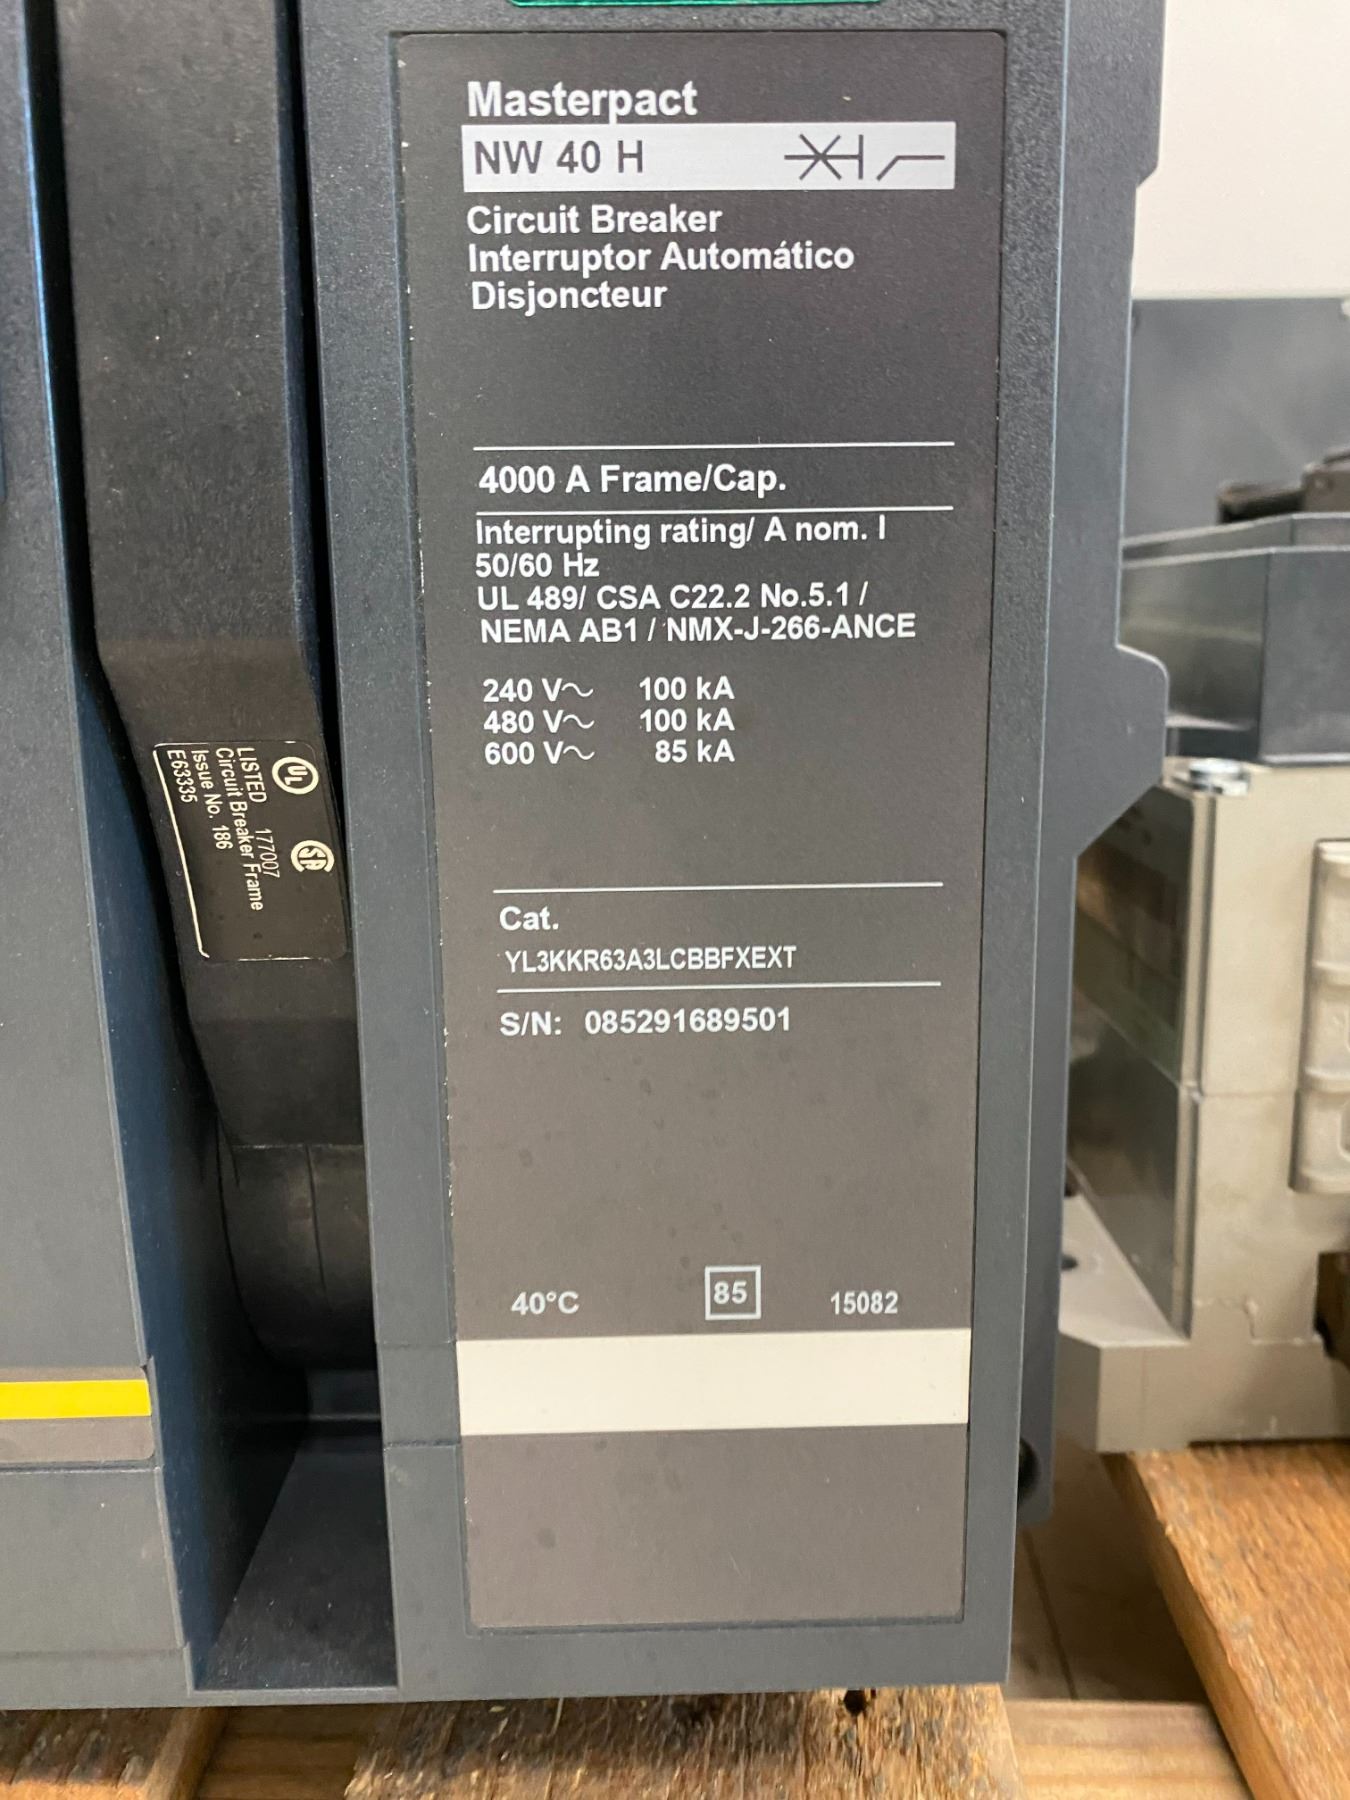 Masterpact
NW 40 H
Circuit Breaker
Interruptor Automático
Disjoncteur
4000 A Frame/Cap.
Interrupting rating/ A nom. I
50/60 Hz
UL 489/ CSA C22.2 No.5.1 /
NEMA AB1 / NMX-J-266-ANCE
240 V~ 100 kA
480 V~ 100 kA
600 V~ 85 kA
Cat.
YL3KKR63A3LCBBFXEXT
S/N: 085291689501
40°C 85 15082
UL SA
LISTED 177007
Circuit Breaker Frame
Issue No. 186
E63335